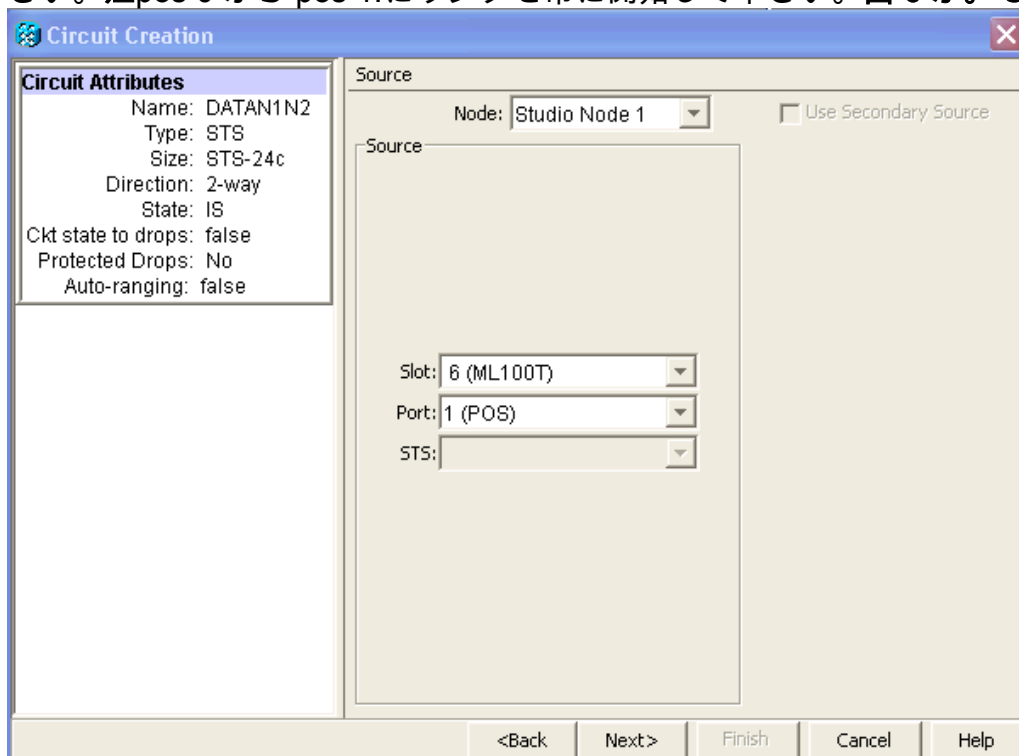 Circuit Creation
Circuit Attributes
Name: DATAN1N2
Type: STS
Size: STS-24c
Direction: 2-way
State: IS
Ckt state to drops: false
Protected Drops: No
Auto-ranging: false
Source
Node: Studio Node 1
Use Secondary Source
Source
Slot: 6 (ML100T)
Port: 1 (POS)
STS:
<Back Next> Finish Cancel Help